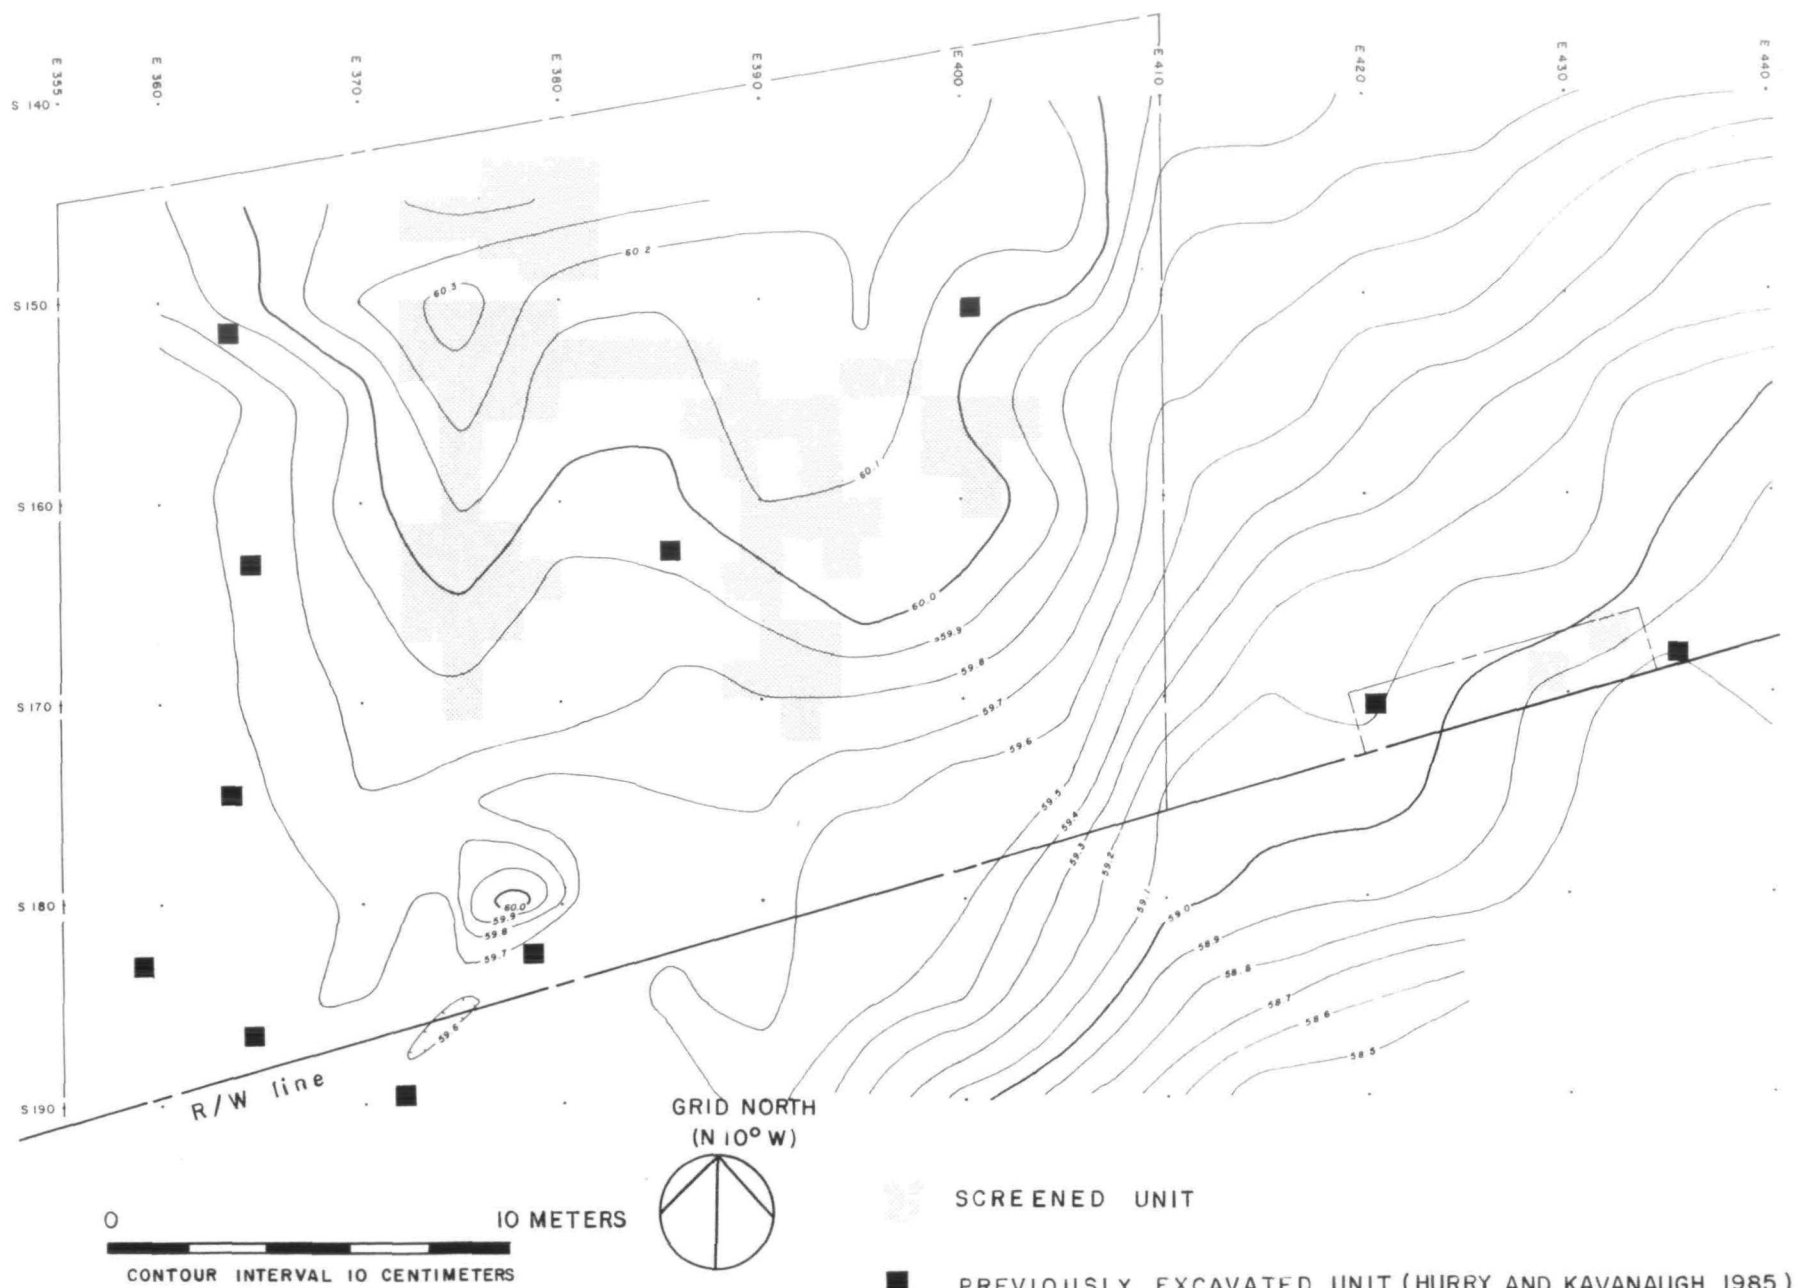 E 355
E 360
E 370
E 380
E 390
E 400
E 410
E 420
E 430
E 440
S 140
S 150
S 160
S 170
S 180
S 190
60.2
60.3
60.1
60.0
59.9
59.8
59.7
59.6
59.5
59.4
59.3
59.2
59.1
59.0
58.9
58.8
58.7
58.6
58.5
60.0
59.9
59.8
59.7
59.6
R/W line
GRID NORTH
(N 10° W)
0 10 METERS
CONTOUR INTERVAL 10 CENTIMETERS
SCREENED UNIT
PREVIOUSLY EXCAVATED UNIT (HURRY AND KAVANAUGH 1985)